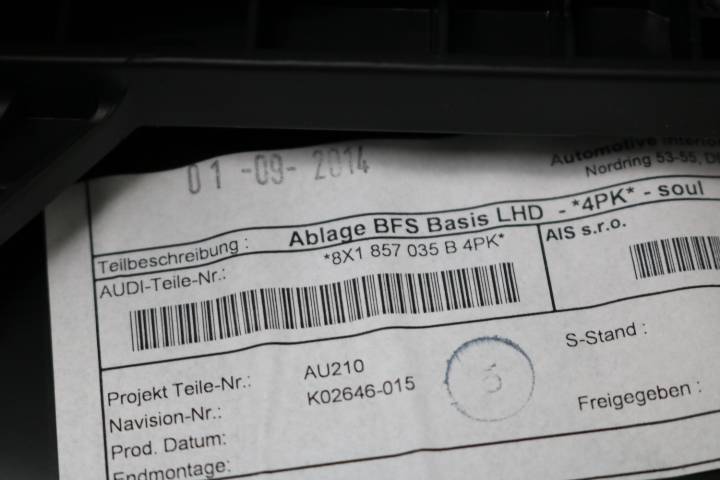 01 -09- 2014
Automotive Interior
Nordring 53-55,
Teilbeschreibung : Ablage BFS Basis LHD - *4PK* - soul
AUDI-Teile-Nr.: *8X1 857 035 B 4PK*
AIS s.r.o.
Projekt Teile-Nr.: AU210
S-Stand :
Navision-Nr.: K02646-015
Prod. Datum:
Freigegeben :
Endmontage: